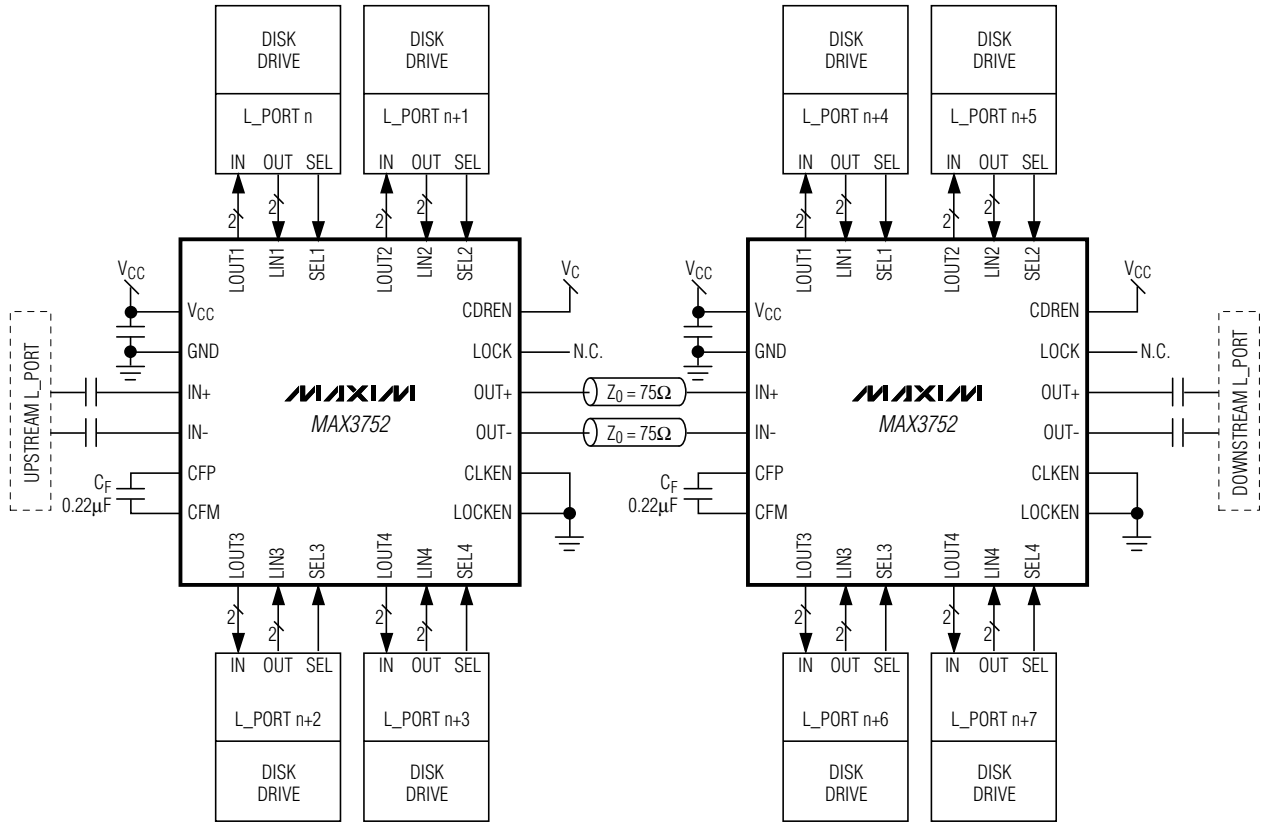 DISK
DRIVE
DISK
DRIVE
DISK
DRIVE
DISK
DRIVE
L_PORT n
L_PORT n+1
L_PORT n+4
L_PORT n+5
IN OUT SEL
IN OUT SEL
IN OUT SEL
IN OUT SEL
2 2
2 2
2 2
2 2
LOUT1
LIN1
SEL1
LOUT2
LIN2
SEL2
LOUT1
LIN1
SEL1
LOUT2
LIN2
SEL2
VCC
VC
VCC
VCC
UPSTREAM L_PORT
VCC
GND
IN+
IN-
CFP
CFM
CF
0.22µF
MAXIM
MAX3752
CDREN
LOCK
OUT+
OUT-
CLKEN
LOCKEN
N.C.
Z0 = 75Ω
Z0 = 75Ω
VCC
GND
IN+
IN-
CFP
CFM
CF
0.22µF
MAXIM
MAX3752
CDREN
LOCK
OUT+
OUT-
CLKEN
LOCKEN
N.C.
DOWNSTREAM L_PORT
LOUT3
LIN3
SEL3
LOUT4
LIN4
SEL4
LOUT3
LIN3
SEL3
LOUT4
LIN4
SEL4
2 2
2 2
2 2
2 2
IN OUT SEL
IN OUT SEL
IN OUT SEL
IN OUT SEL
L_PORT n+2
L_PORT n+3
L_PORT n+6
L_PORT n+7
DISK
DRIVE
DISK
DRIVE
DISK
DRIVE
DISK
DRIVE